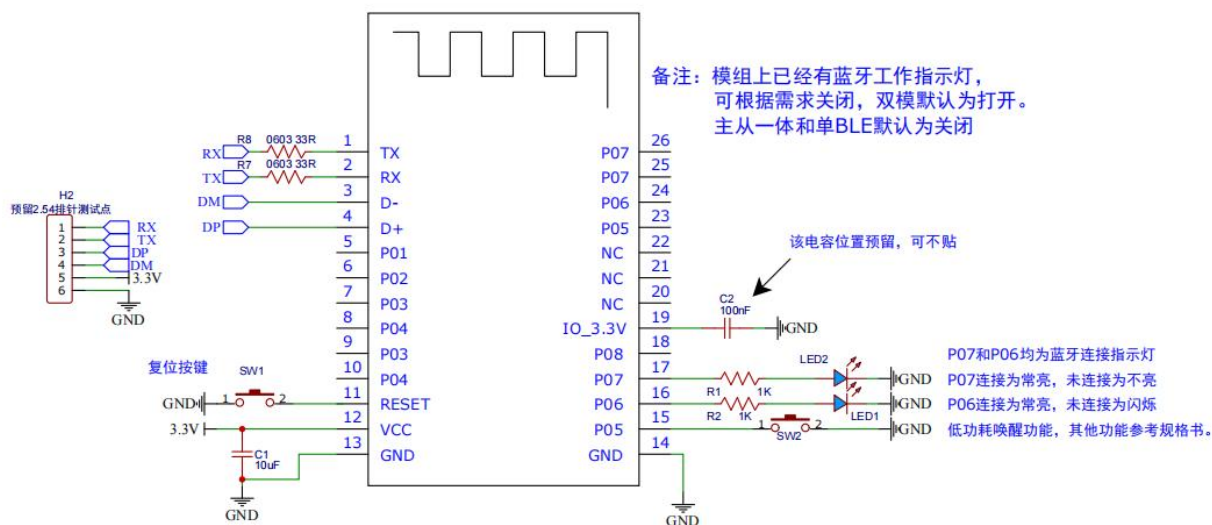 备注：模组上已经有蓝牙工作指示灯，
可根据需求关闭，双模默认为打开。
主从一体和单BLE默认为关闭
R8 0603 33R
RX
R7 0603 33R
TX
DM
DP
1 TX
2 RX
3 D-
4 D+
5 P01
6 P02
7 P03
8 P04
9 P03
10 P04
11 RESET
12 VCC
13 GND
26 P07
25 P07
24 P06
23 P05
22 NC
21 NC
20 NC
19 IO_3.3V
18 P08
17 P07
16 P06
15 P05
14 GND
H2
预留2.54排针测试点
1 RX
2 TX
3 DP
4 DM
5 3.3V
6
GND
复位按键
SW1
GND 1 2
3.3V
C1
10uF
GND
该电容位置预留，可不贴
C2
100nF
GND
LED2
R1 1K
GND
R2 1K
LED1
GND
1 SW2 2
GND
GND
P07和P06均为蓝牙连接指示灯
P07连接为常亮，未连接为不亮
P06连接为常亮，未连接为闪烁
低功耗唤醒功能，其他功能参考规格书。